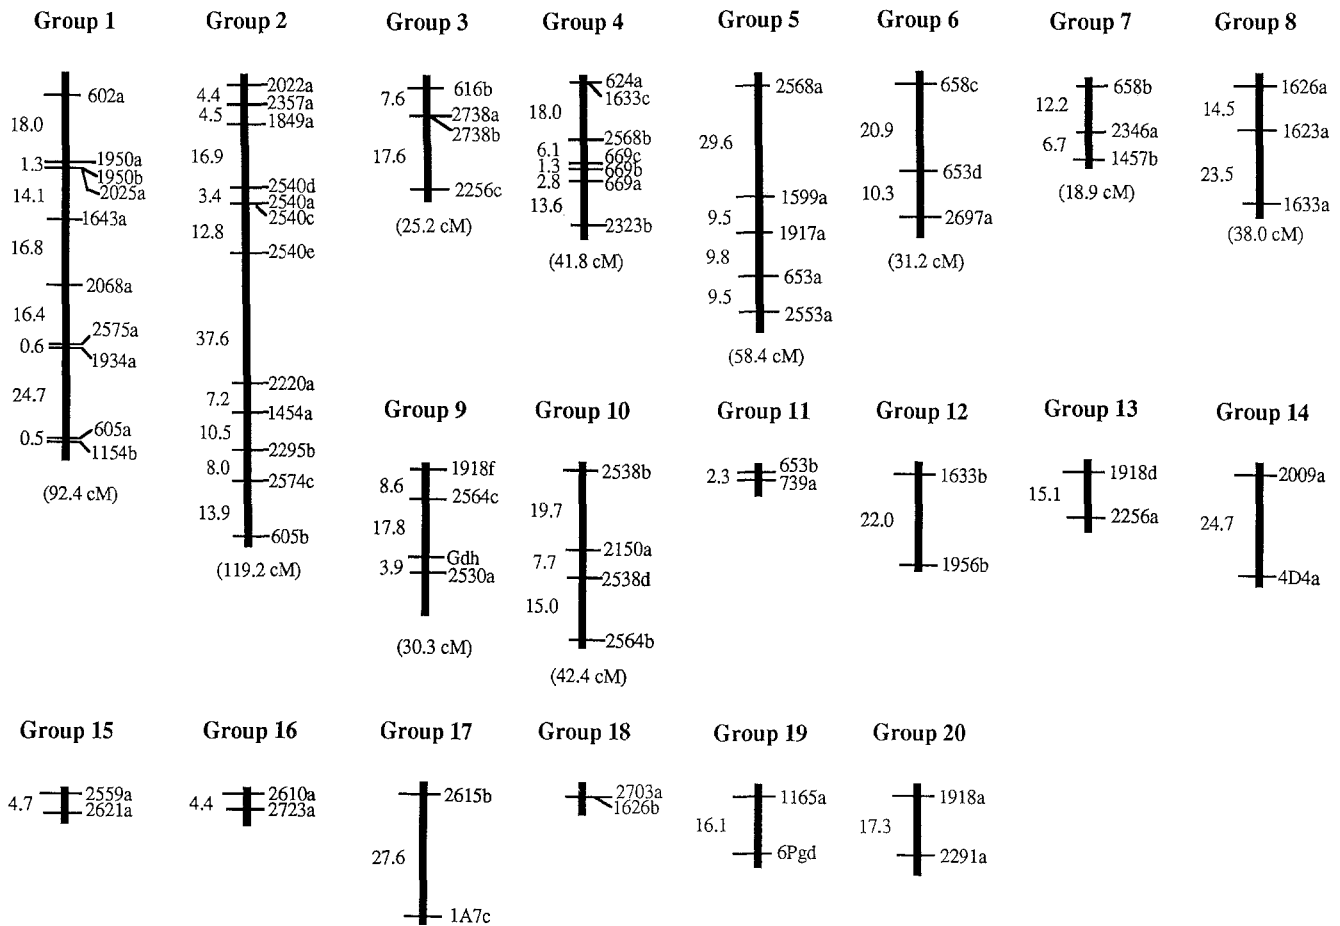 Group 1
602a
18.0
1950a
1.3
1950b
2025a
14.1
1643a
16.8
2068a
16.4
2575a
0.6
1934a
24.7
605a
0.5
1154b
(92.4 cM)
Group 2
2022a
4.4
2357a
4.5
1849a
16.9
2540d
3.4
2540a
2540c
12.8
2540e
37.6
2220a
7.2
1454a
10.5
2295b
8.0
2574c
13.9
605b
(119.2 cM)
Group 3
616b
7.6
2738a
2738b
17.6
2256c
(25.2 cM)
Group 4
624a
1633c
18.0
2568b
6.1
669c
1.3
669b
2.8
669a
13.6
2323b
(41.8 cM)
Group 5
2568a
29.6
1599a
9.5
1917a
9.8
653a
9.5
2553a
(58.4 cM)
Group 6
658c
20.9
653d
10.3
2697a
(31.2 cM)
Group 7
658b
12.2
2346a
6.7
1457b
(18.9 cM)
Group 8
1626a
14.5
1623a
23.5
1633a
(38.0 cM)
Group 9
1918f
8.6
2564c
17.8
Gdh
3.9
2530a
(30.3 cM)
Group 10
2538b
19.7
2150a
7.7
2538d
15.0
2564b
(42.4 cM)
Group 11
653b
2.3
739a
Group 12
1633b
22.0
1956b
Group 13
1918d
15.1
2256a
Group 14
2009a
24.7
4D4a
Group 15
2559a
4.7
2621a
Group 16
2610a
4.4
2723a
Group 17
2615b
27.6
1A7c
Group 18
2703a
1626b
Group 19
1165a
16.1
6Pgd
Group 20
1918a
17.3
2291a